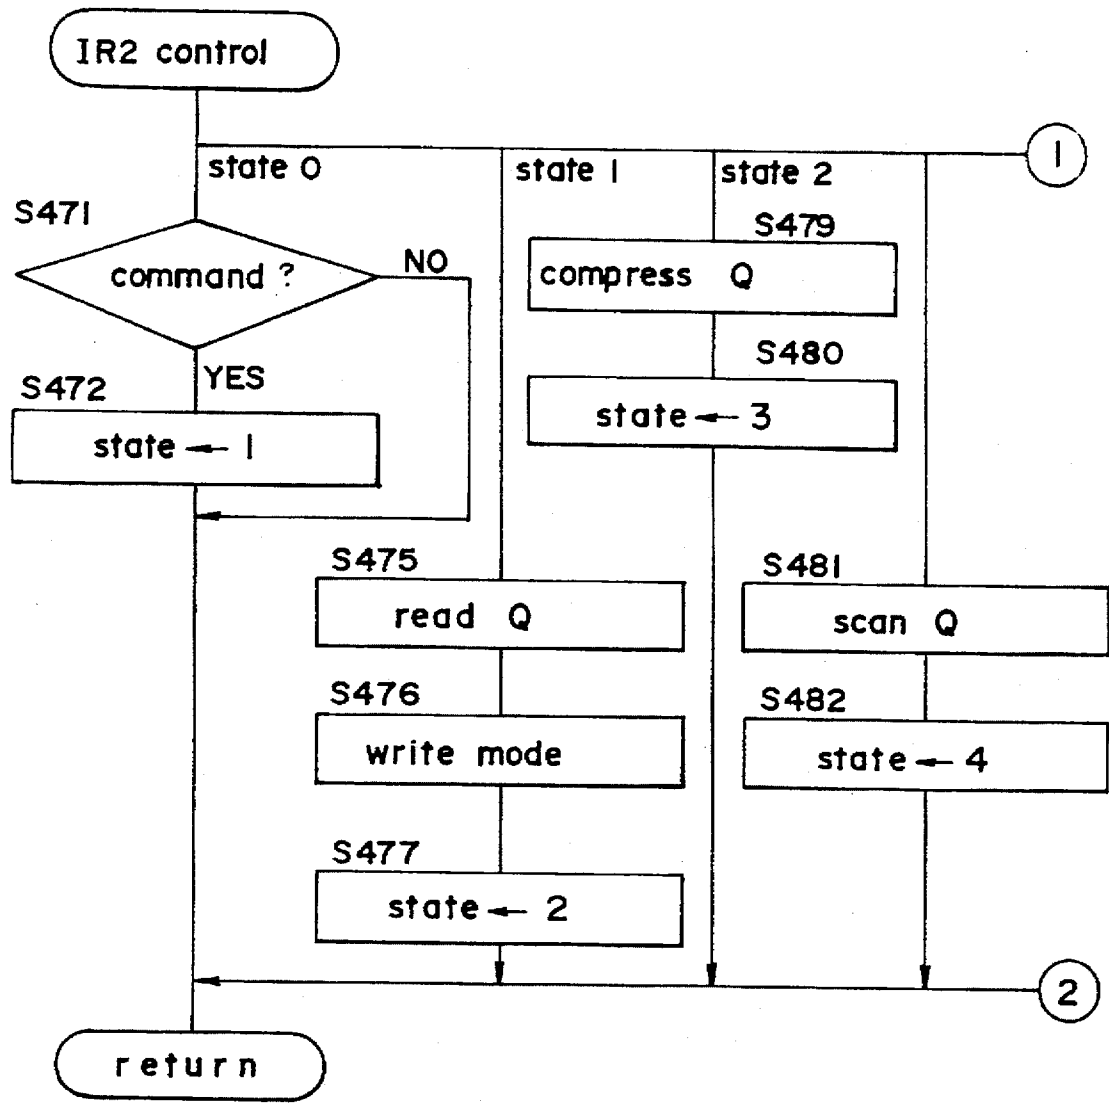 IR2 control
1
state 0
state 1
state 2
S471
command ?
NO
YES
S472
state ← 1
S479
compress Q
S480
state ← 3
S475
read Q
S476
write mode
S477
state ← 2
S481
scan Q
S482
state ← 4
2
return